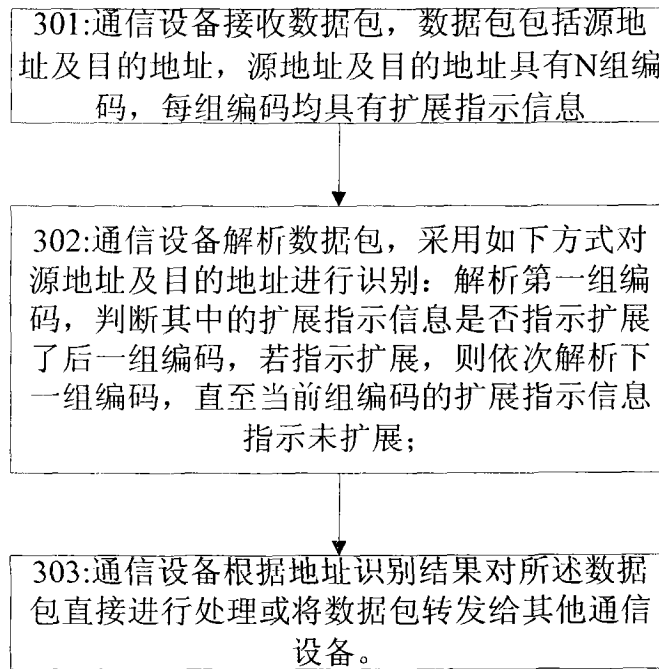 301:通信设备接收数据包，数据包包括源地
址及目的地址，源地址及目的地址具有N组编
码，每组编码均具有扩展指示信息
302:通信设备解析数据包，采用如下方式对
源地址及目的地址进行识别：解析第一组编
码，判断其中的扩展指示信息是否指示扩展
了后一组编码，若指示扩展，则依次解析下
一组编码，直至当前组编码的扩展指示信息
指示未扩展；
303:通信设备根据地址识别结果对所述数据
包直接进行处理或将数据包转发给其他通信
设备。